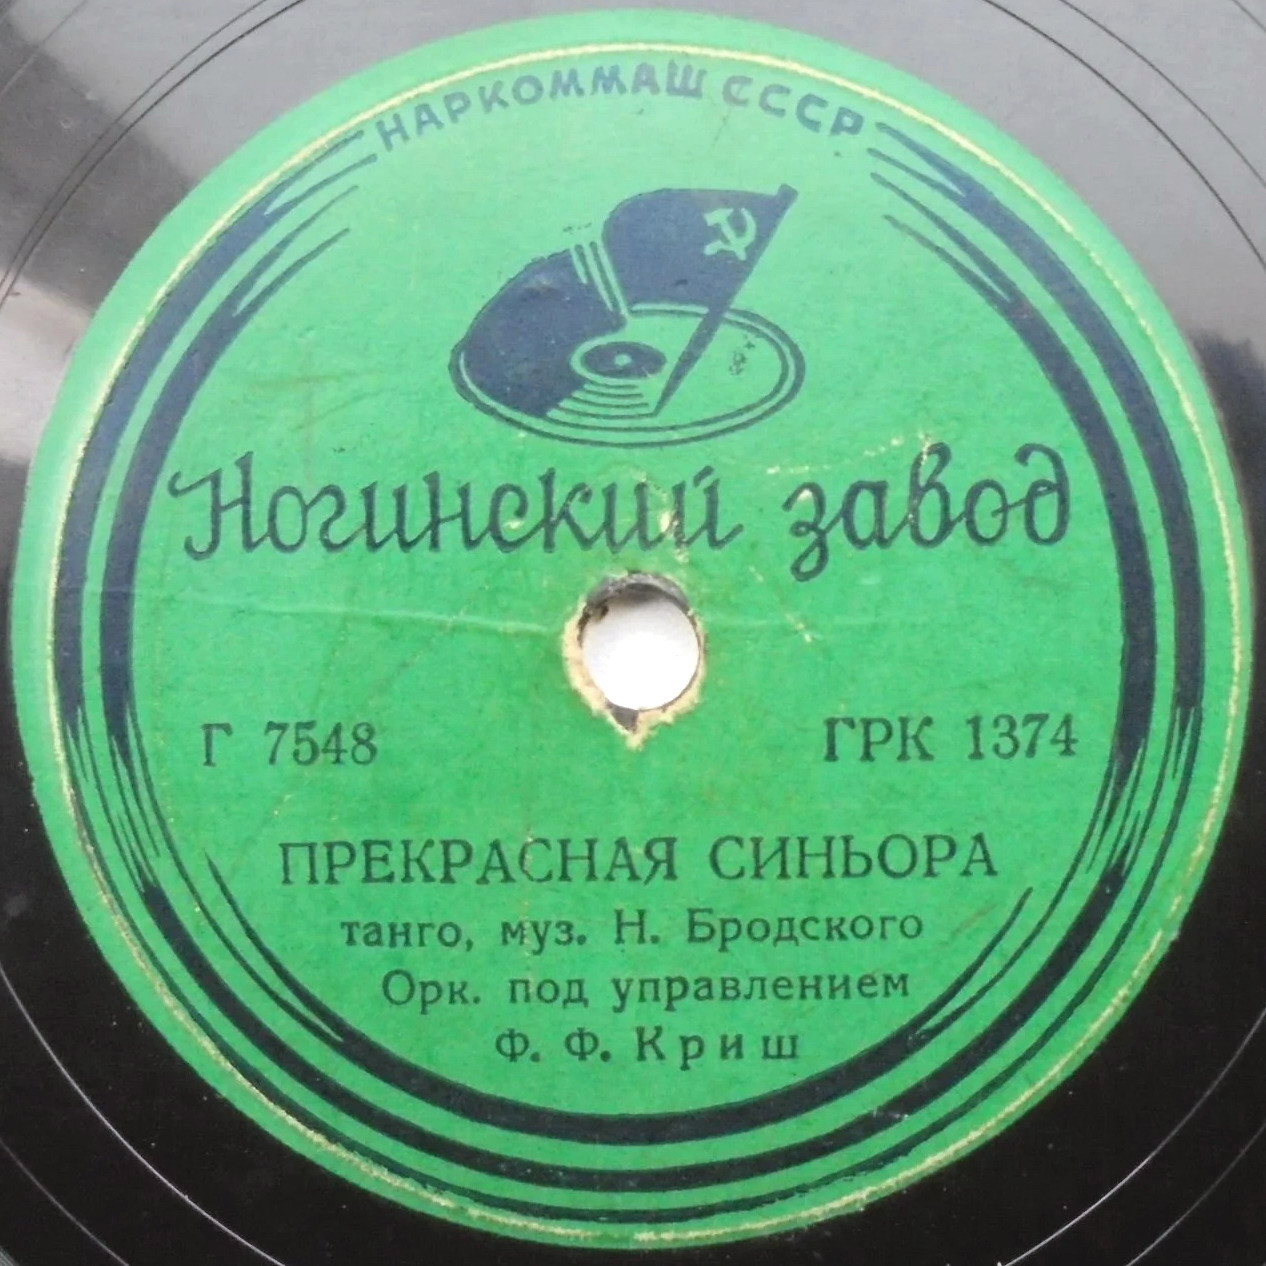 НАРКОММАШ СССР
Ногинский завод
Г 7548 ГРК 1374
ПРЕКРАСНАЯ СИНЬОРА
танго, муз. Н. Бродского
Орк. под управлением
Ф. Ф. Криш